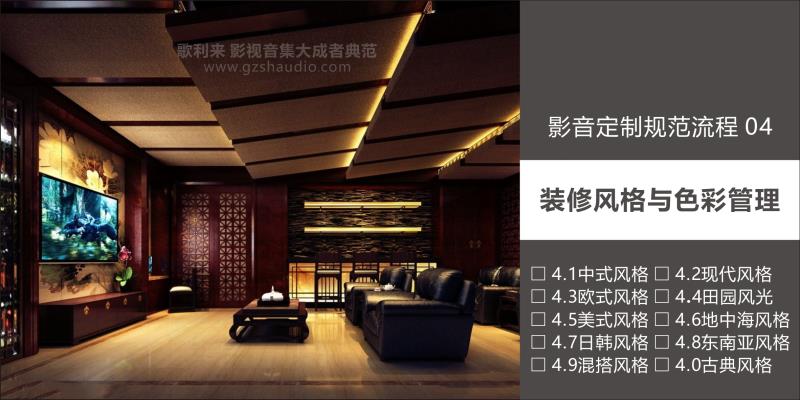 歌利来 影视音集大成者典范
www.gzshaudio.com
影音定制规范流程 04
装修风格与色彩管理
□ 4.1中式风格 □ 4.2现代风格
□ 4.3欧式风格 □ 4.4田园风光
□ 4.5美式风格 □ 4.6地中海风格
□ 4.7日韩风格 □ 4.8东南亚风格
□ 4.9混搭风格 □ 4.0古典风格